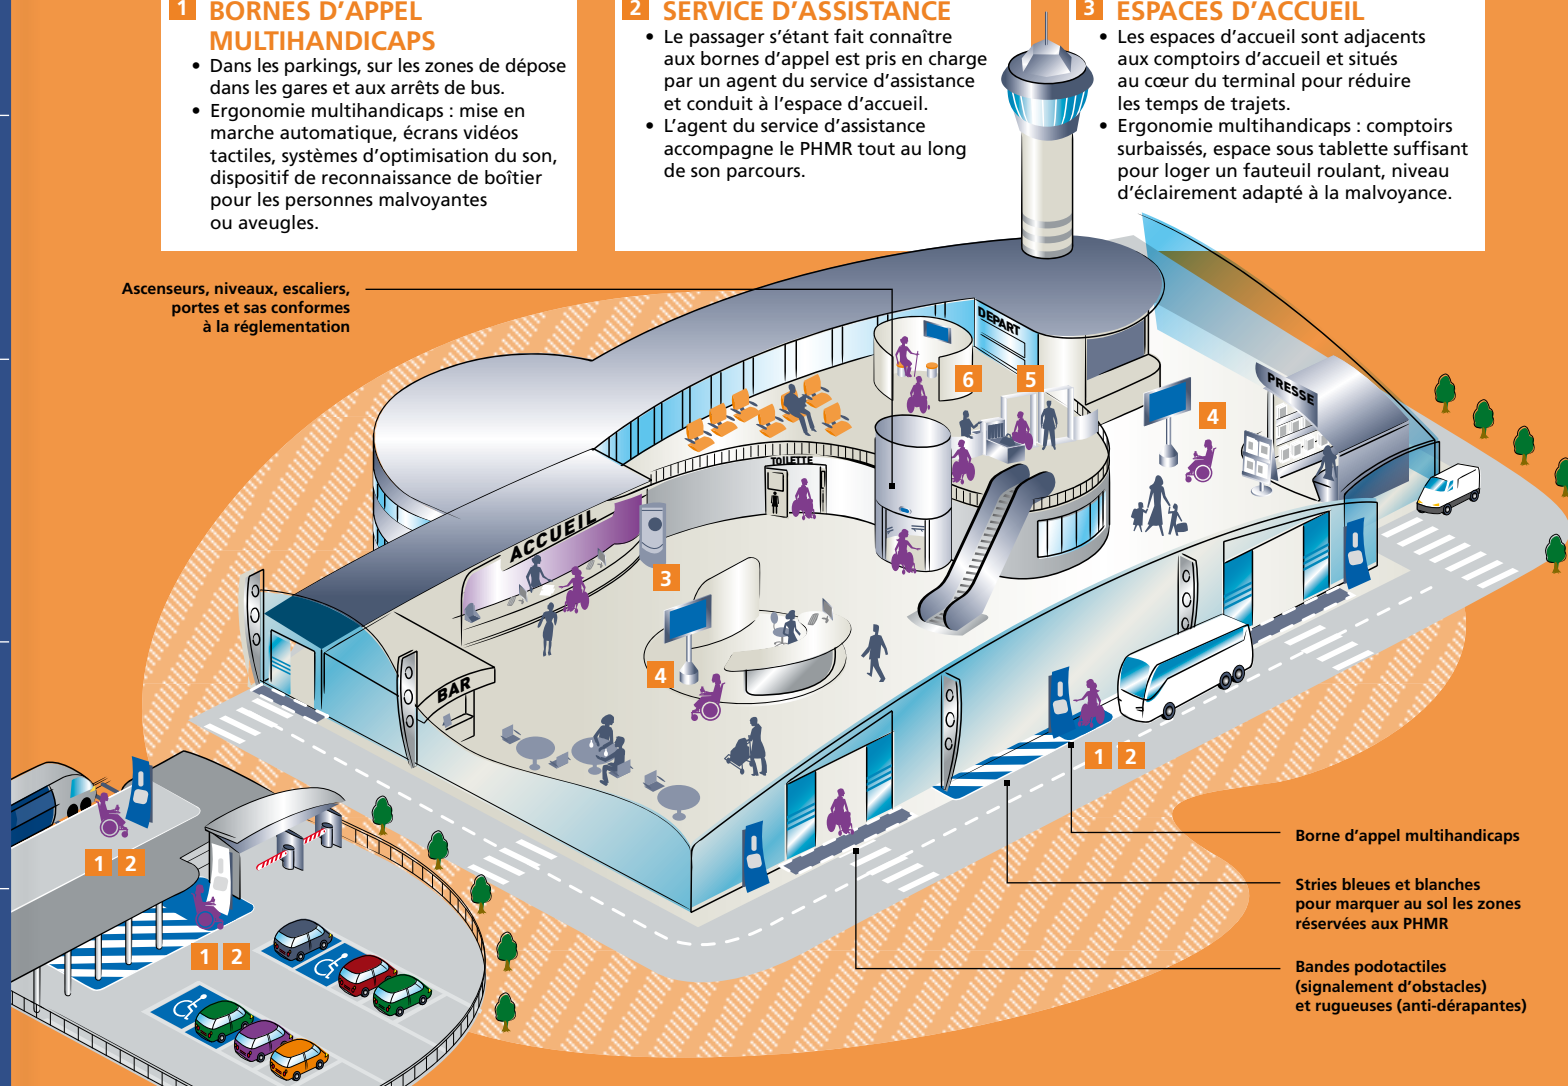 1 BORNES D’APPEL
MULTIHANDICAPS
• Dans les parkings, sur les zones de dépose
dans les gares et aux arrêts de bus.
• Ergonomie multihandicaps : mise en
marche automatique, écrans vidéos
tactiles, systèmes d’optimisation du son,
dispositif de reconnaissance de boîtier
pour les personnes malvoyantes
ou aveugles.
2 SERVICE D’ASSISTANCE
• Le passager s’étant fait connaître
aux bornes d’appel est pris en charge
par un agent du service d’assistance
et conduit à l’espace d’accueil.
• L’agent du service d’assistance
accompagne le PHMR tout au long
de son parcours.
3 ESPACES D’ACCUEIL
• Les espaces d’accueil sont adjacents
aux comptoirs d’accueil et situés
au cœur du terminal pour réduire
les temps de trajets.
• Ergonomie multihandicaps : comptoirs
surbaissés, espace sous tablette suffisant
pour loger un fauteuil roulant, niveau
d’éclairement adapté à la malvoyance.
Ascenseurs, niveaux, escaliers,
portes et sas conformes
à la réglementation
DEPART
6
5
PRESSE
4
TOILETTE
ACCUEIL
3
4
BAR
1 2
1 2
1 2
Borne d’appel multihandicaps
Stries bleues et blanches
pour marquer au sol les zones
réservées aux PHMR
Bandes podotactiles
(signalement d’obstacles)
et rugueuses (anti-dérapantes)